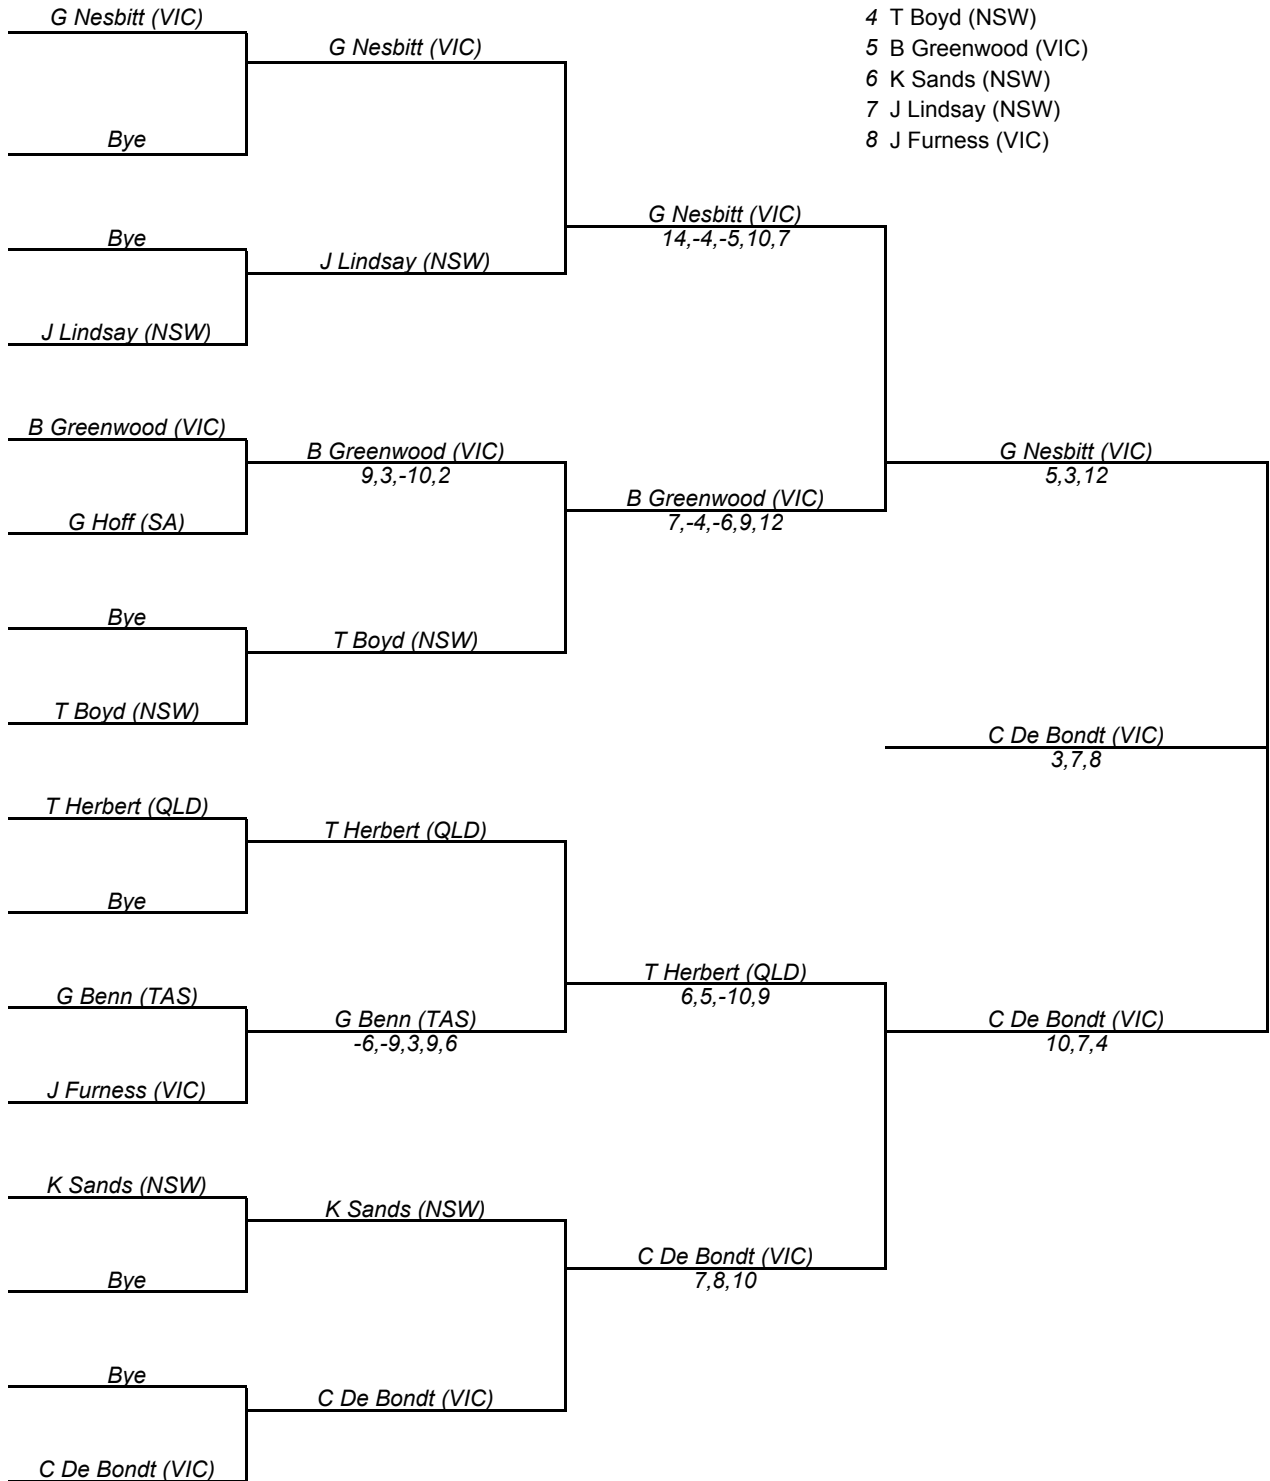 G Nesbitt (VIC)
4 T Boyd (NSW)
G Nesbitt (VIC)
5 B Greenwood (VIC)
6 K Sands (NSW)
7 J Lindsay (NSW)
Bye
8 J Furness (VIC)
G Nesbitt (VIC)
14,-4,-5,10,7
Bye
J Lindsay (NSW)
J Lindsay (NSW)
B Greenwood (VIC)
B Greenwood (VIC)
9,3,-10,2
G Nesbitt (VIC)
5,3,12
B Greenwood (VIC)
7,-4,-6,9,12
G Hoff (SA)
Bye
T Boyd (NSW)
T Boyd (NSW)
C De Bondt (VIC)
3,7,8
T Herbert (QLD)
T Herbert (QLD)
Bye
T Herbert (QLD)
6,5,-10,9
G Benn (TAS)
G Benn (TAS)
-6,-9,3,9,6
C De Bondt (VIC)
10,7,4
J Furness (VIC)
K Sands (NSW)
K Sands (NSW)
C De Bondt (VIC)
7,8,10
Bye
Bye
C De Bondt (VIC)
C De Bondt (VIC)